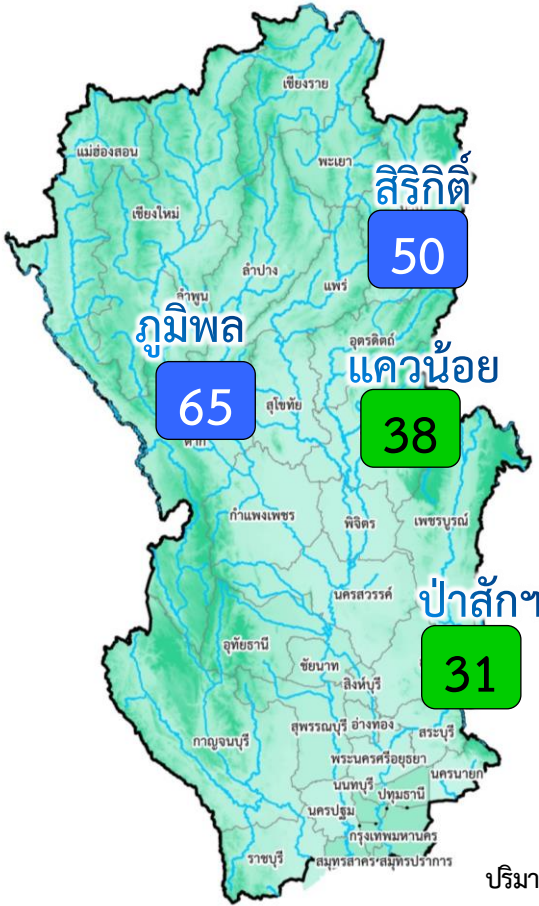 เชียงราย
แม่ฮ่องสอน
พะเยา
สิริกิติ์
เชียงใหม่
50
ลำปาง
แพร่
ลำพูน
ภูมิพล
อุตรดิตถ์
แควน้อย
65
สุโขทัย
38
ตาก
กำแพงเพชร
พิจิตร
เพชรบูรณ์
นครสวรรค์
ป่าสักฯ
อุทัยธานี
ชัยนาท
31
สิงห์บุรี
สุพรรณบุรี อ่างทอง
สระบุรี
กาญจนบุรี
พระนครศรีอยุธยา
นครนายก
นนทบุรี
ปทุมธานี
นครปฐม
กรุงเทพมหานคร
ราชบุรี
สมุทรสาคร สมุทรปราการ
ปริมา